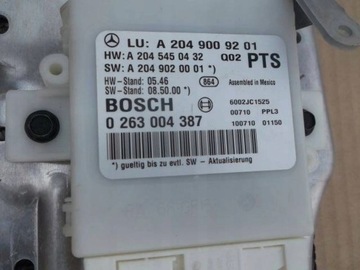 LU: A 204 900 92 01
HW: A 204 545 04 32 Q02 PTS
SW: A 204 902 00 01 *)
HW-Stand: 05.46 864 Assembled in Mexico
SW-Stand: 08.50.00 *)
BOSCH 6002JC1525
0 263 004 387 00710 PPL3
100710 01150
*) gueltig bis zu evtl. SW - Aktualisierung